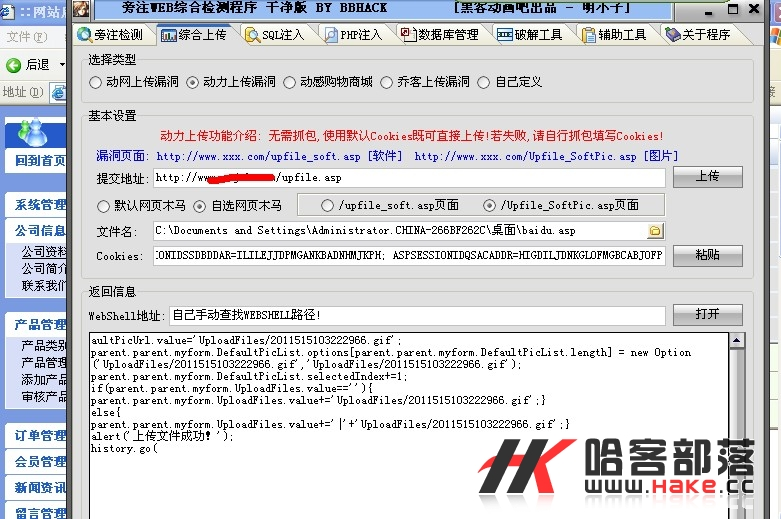 旁注WEB综合检测程序 干净版 BY BBHACK 【黑客动画吧出品 - 明小子】
:: 网站后
文件(F)
后退
地址(D)
旁注检测 综合上传 SQL注入 PHP注入 数据库管理 破解工具 辅助工具 关于程序
选择类型
动网上传漏洞 动力上传漏洞 动感购物商城 乔客上传漏洞 自己定义
基本设置
动力上传功能介绍: 无需抓包,使用默认Cookies既可直接上传!若失败,请自行抓包填写Cookies!
漏洞页面: http://www.xxx.com/upfile_soft.asp [软件] http://www.xxx.com/Upfile_SoftPic.asp [图片]
提交地址: http://ww /upfile.asp 上传
默认网页木马 自选网页木马 /upfile_soft.asp页面 /Upfile_SoftPic.asp页面
文件名: C:\Documents and Settings\Administrator.CHINA-266BF262C\桌面\baidu.asp
Cookies: ONIDSSDBDDAR=ILILEJJDPMGANKBADNHMJKPH; ASPSESSIONIDQSACADDR=HIGDILJDNKGLOFMGBCABJOFP 粘贴
返回信息
WebShell地址: 自己手动查找WEBSHELL路径! 打开
aultPicUrl.value='UploadFiles/2011515103222966.gif';
parent.parent.myform.DefaultPicList.options[parent.parent.myform.DefaultPicList.length] = new Option
('UploadFiles/2011515103222966.gif','UploadFiles/2011515103222966.gif');
parent.parent.myform.DefaultPicList.selectedIndex+=1;
if(parent.parent.myform.UploadFiles.value==''){
parent.parent.myform.UploadFiles.value+='UploadFiles/2011515103222966.gif';}
else{
parent.parent.myform.UploadFiles.value+='|'+'UploadFiles/2011515103222966.gif';}
alert('上传文件成功! ');
history.go(
回到首页
系统管理
公司信息
公司资料
公司简介
联系我们
产品管理
产品类别
产品管理
添加产品
审核产品
订单管理
会员管理
新闻资讯
留言管理
哈客部落
www.HAKE.cc